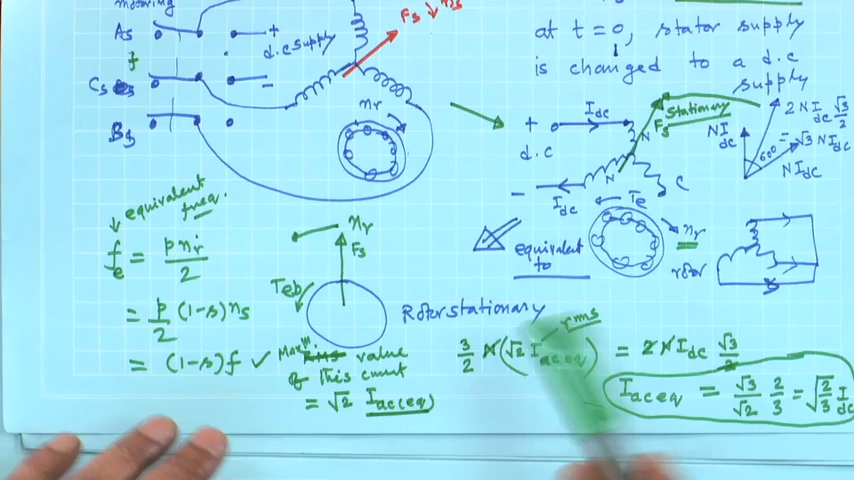 motoring
As
Cs
Bs
f
+
d.c supply
-
Fs ↓ ns
nr
at t = 0, stator supply
is changed to a d.c
supply
+
d.c
-
Idc
Idc
N
N
C
Te
Fs
stationary
nr
N Idc
60°
2 N Idc √3/2
= √3 N Idc
N Idc
equivalent
to
rotor
equivalent
freq.
fe = p nr / 2
= p/2 (1-s) ns
= (1-s) f ✓
nr
Fs
Teb
Rotor stationary
Max^m value
of this current
= √2 Iac(eq)
rms
3/2 N (√2 Iac eq) = 2 N Idc √3/2
Iac eq = √3/√2 2/3 = √2/3 Idc